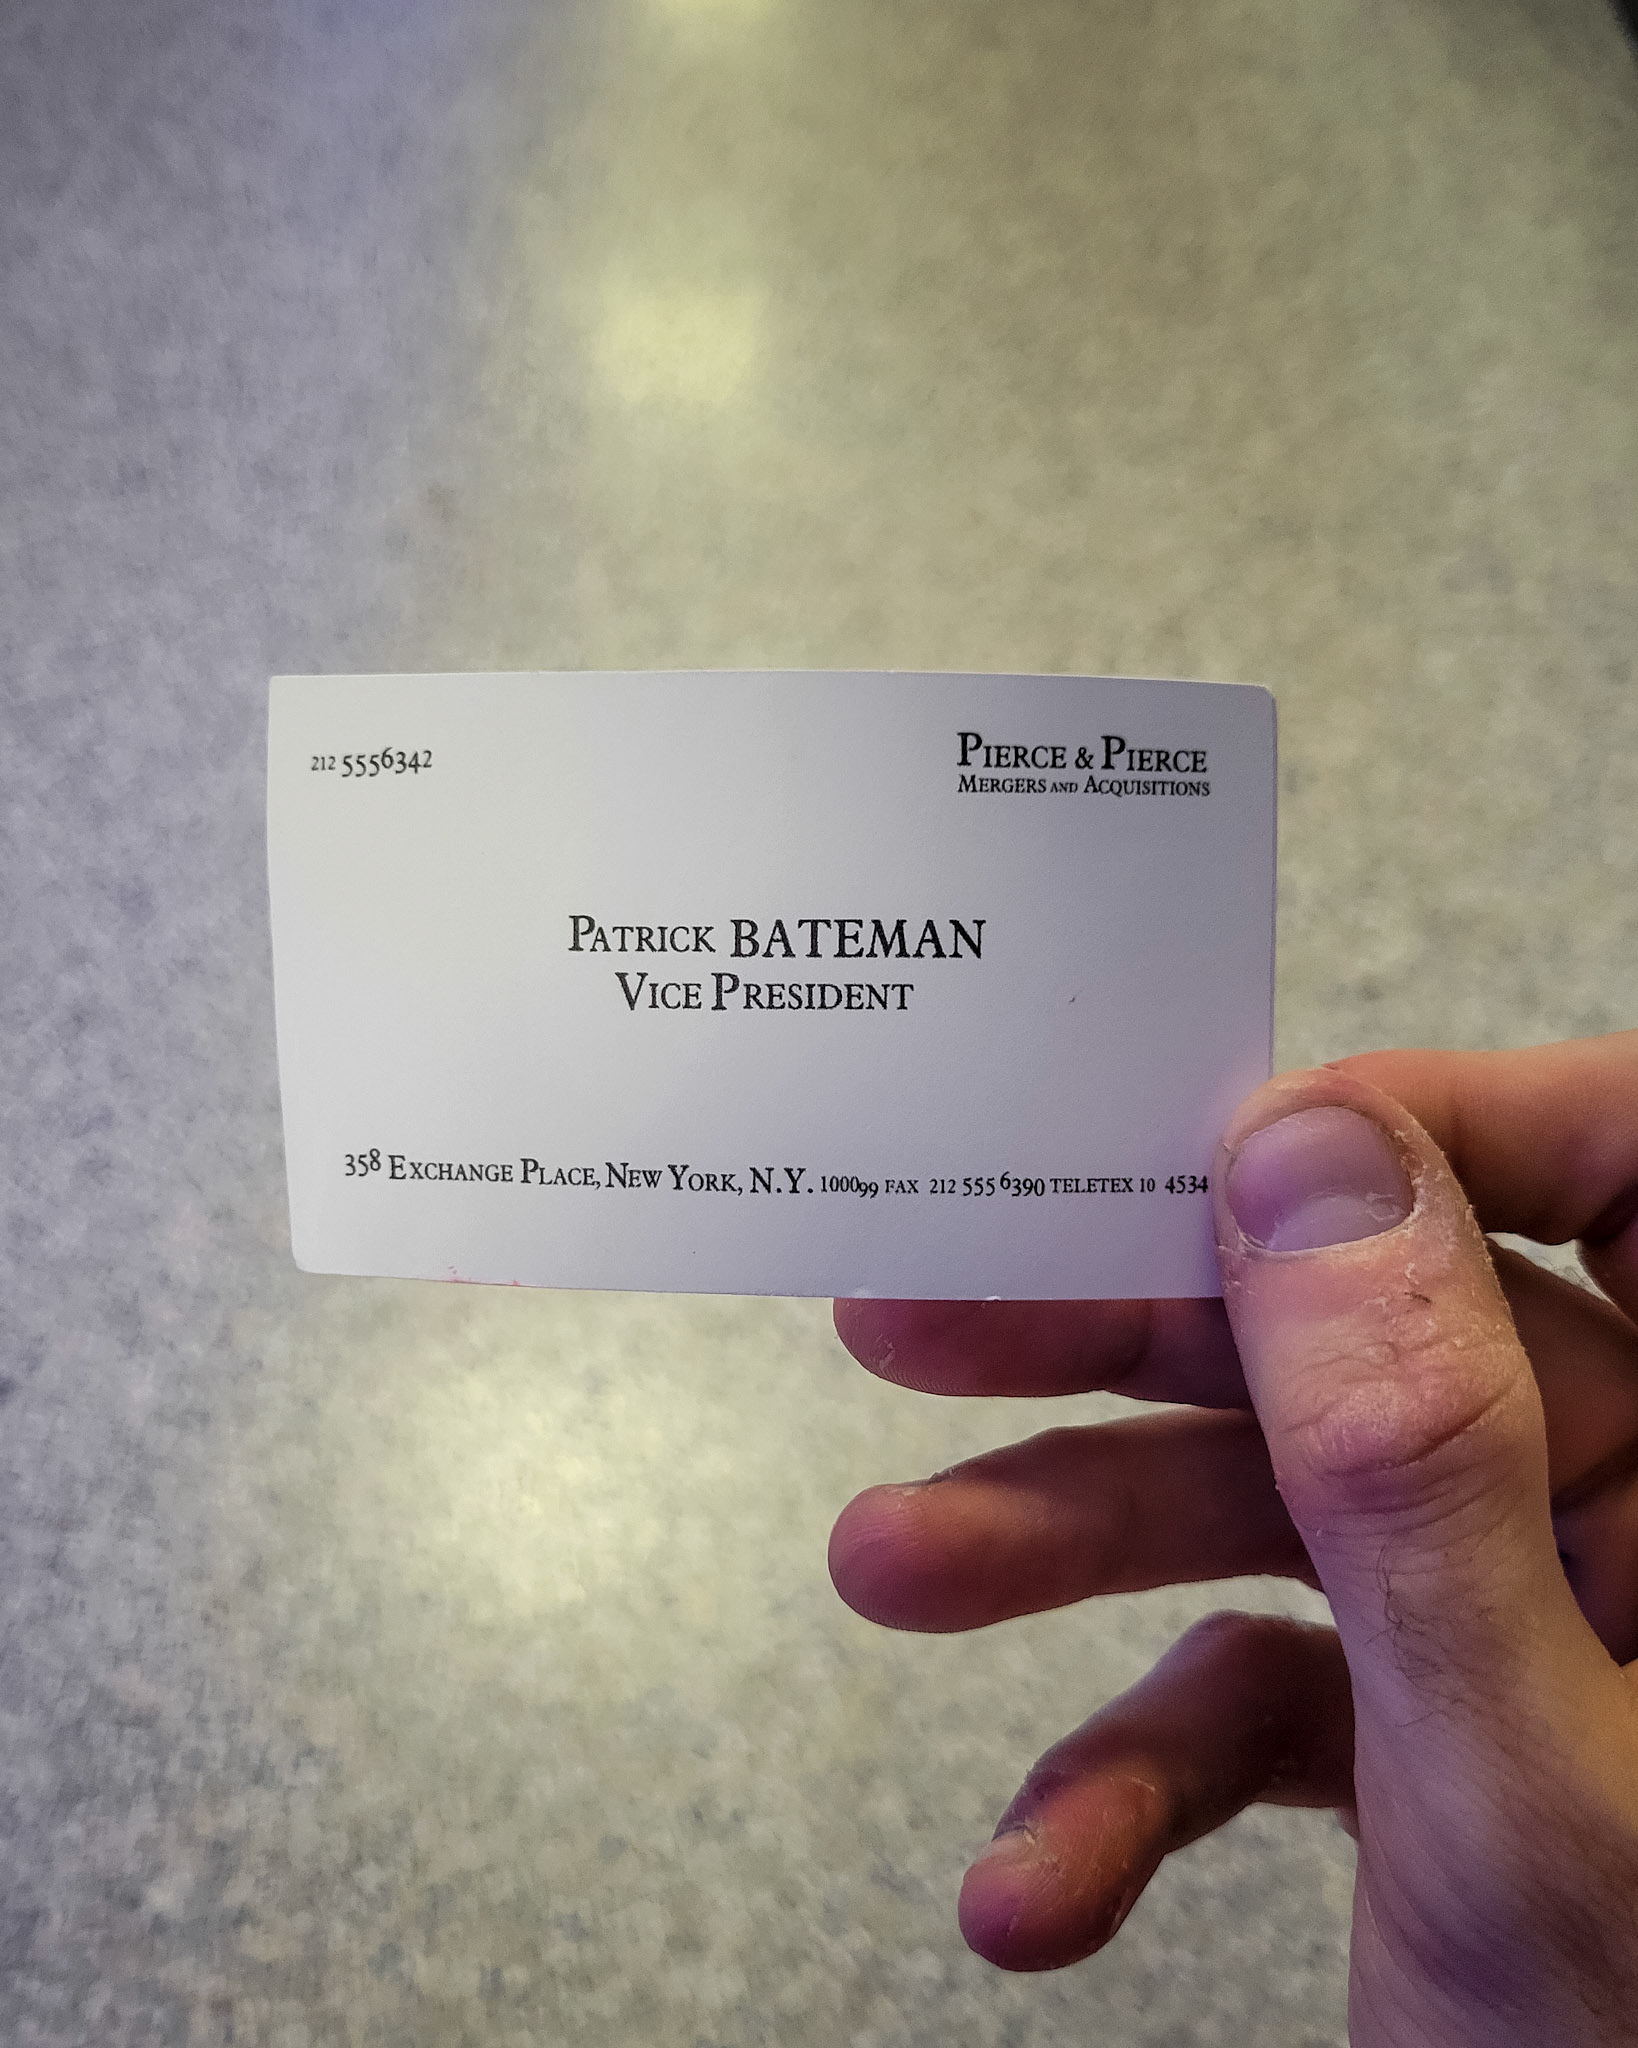 212 5556342
PIERCE & PIERCE
MERGERS AND ACQUISITIONS
PATRICK BATEMAN
VICE PRESIDENT
358 EXCHANGE PLACE, NEW YORK, N.Y. 100099 FAX 212 555 6390 TELETEX 10 4534